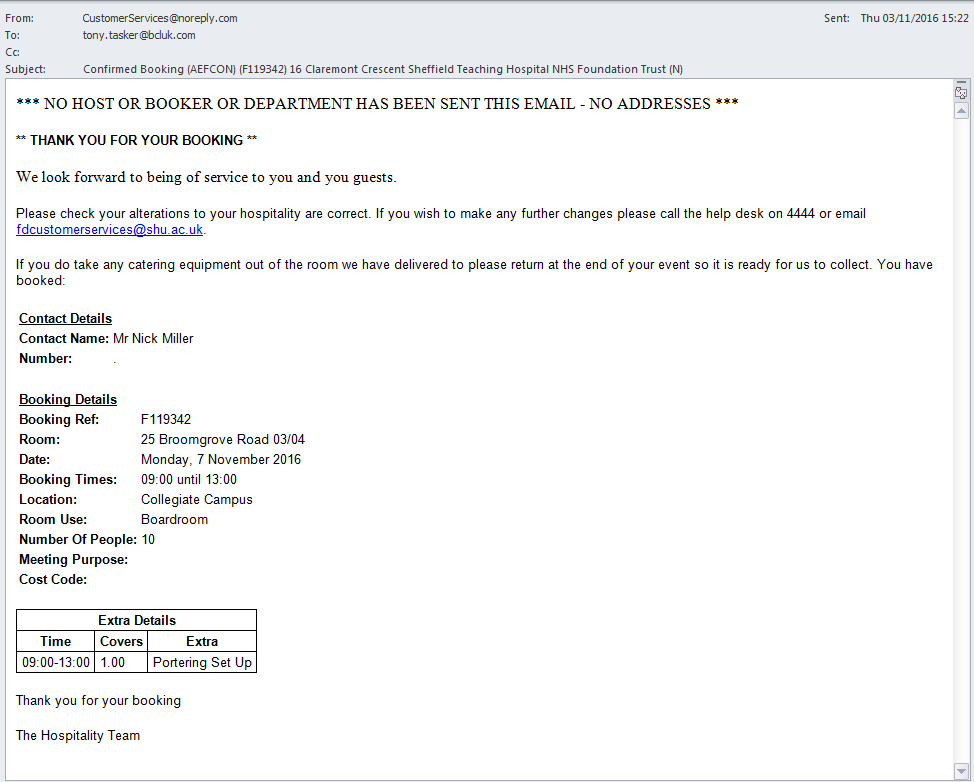 From: CustomerServices@noreply.com Sent: Thu 03/11/2016 15:22
To: tony.tasker@bcluk.com
Cc:
Subject: Confirmed Booking (AEFCON) (F119342) 16 Claremont Crescent Sheffield Teaching Hospital NHS Foundation Trust (N)
*** NO HOST OR BOOKER OR DEPARTMENT HAS BEEN SENT THIS EMAIL - NO ADDRESSES ***
** THANK YOU FOR YOUR BOOKING **
We look forward to being of service to you and you guests.
Please check your alterations to your hospitality are correct. If you wish to make any further changes please call the help desk on 4444 or email
fdcustomerservices@shu.ac.uk.
If you do take any catering equipment out of the room we have delivered to please return at the end of your event so it is ready for us to collect. You have
booked:
Contact Details
Contact Name: Mr Nick Miller
Number: .
Booking Details
Booking Ref: F119342
Room: 25 Broomgrove Road 03/04
Date: Monday, 7 November 2016
Booking Times: 09:00 until 13:00
Location: Collegiate Campus
Room Use: Boardroom
Number Of People: 10
Meeting Purpose:
Cost Code:
Extra Details
Time Covers Extra
09:00-13:00 1.00 Portering Set Up
Thank you for your booking
The Hospitality Team